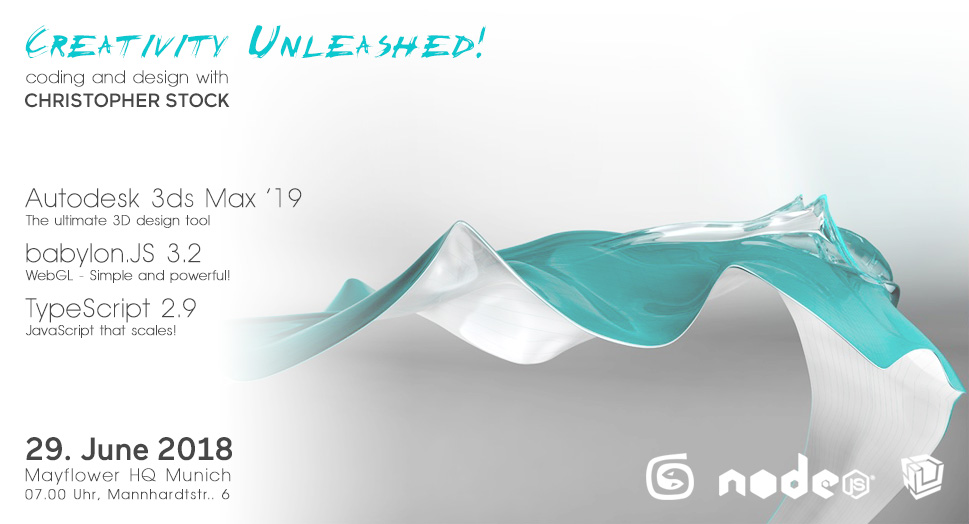 Creativity Unleashed!
coding and design with
CHRISTOPHER STOCK
Autodesk 3ds Max '19
The ultimate 3D design tool
babylon.JS 3.2
WebGL - Simple and powerful!
TypeScript 2.9
JavaScript that scales!
29. June 2018
Mayflower HQ Munich
07.00 Uhr, Mannhardtstr.. 6
node JS®